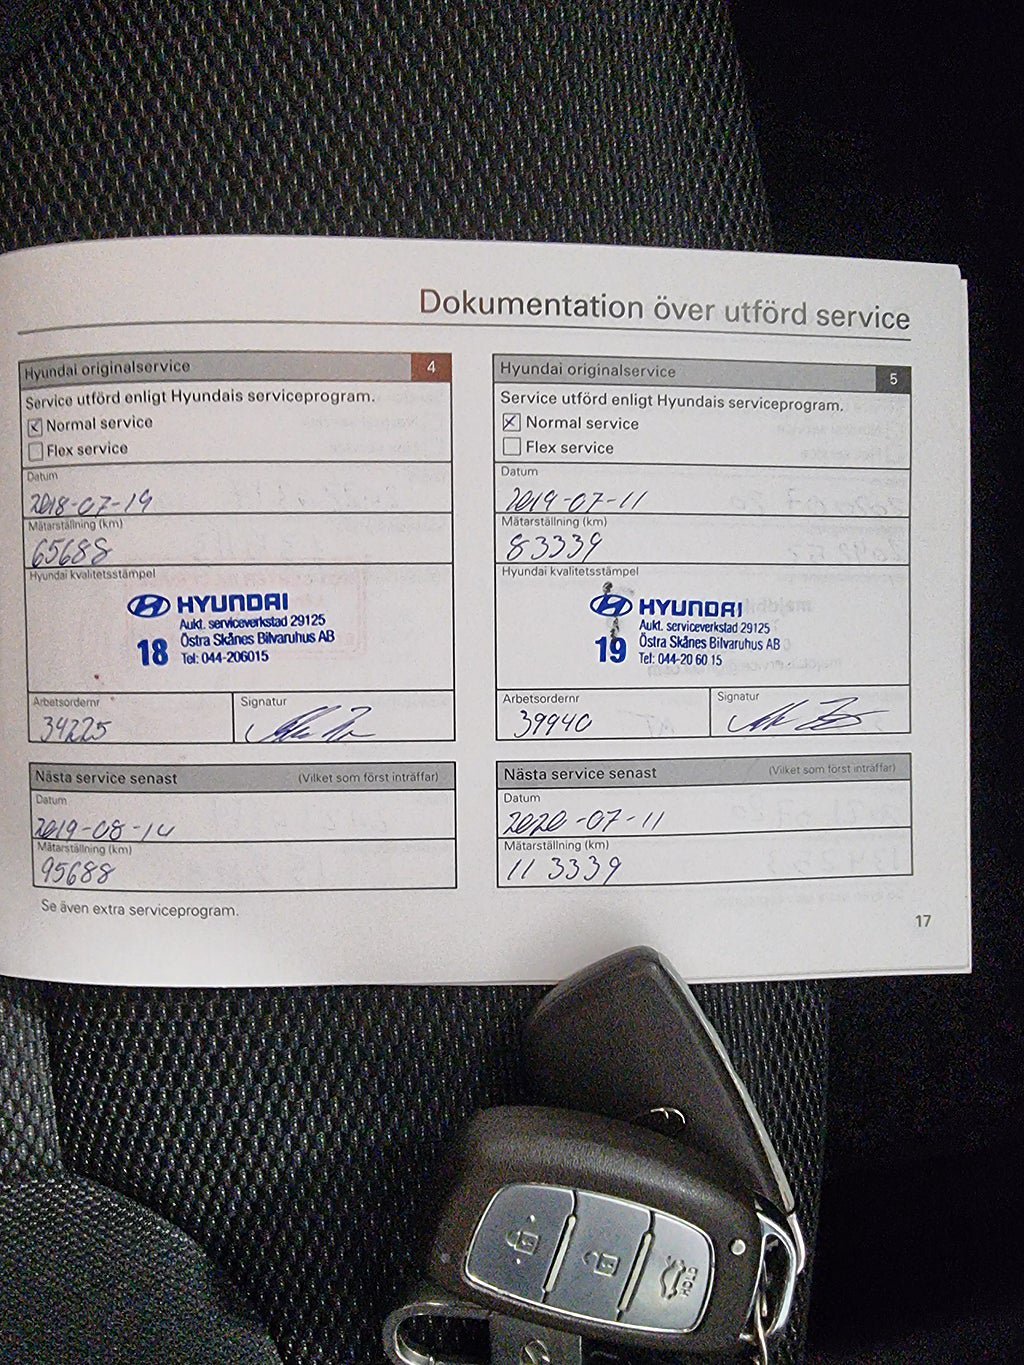 Dokumentation över utförd service
Hyundai originalservice 4
Service utförd enligt Hyundais serviceprogram.
Normal service
Flex service
Datum
2018-07-19
Mätarställning (km)
65688
Hyundai kvalitetsstämpel
HYUNDAI
Aukt. serviceverkstad 29125
18 Östra Skånes Bilvaruhus AB
Tel: 044-206015
Arbetsordernr
34225
Signatur
Nästa service senast (Vilket som först inträffar)
Datum
2019-08-14
Mätarställning (km)
95688
Se även extra serviceprogram.
Hyundai originalservice 5
Service utförd enligt Hyundais serviceprogram.
Normal service
Flex service
Datum
2019-07-11
Mätarställning (km)
83339
Hyundai kvalitetsstämpel
HYUNDAI
Aukt. serviceverkstad 29125
19 Östra Skånes Bilvaruhus AB
Tel: 044-20 60 15
Arbetsordernr
39940
Signatur
Nästa service senast (Vilket som först inträffar)
Datum
2020-07-11
Mätarställning (km)
113339
17
HOLD